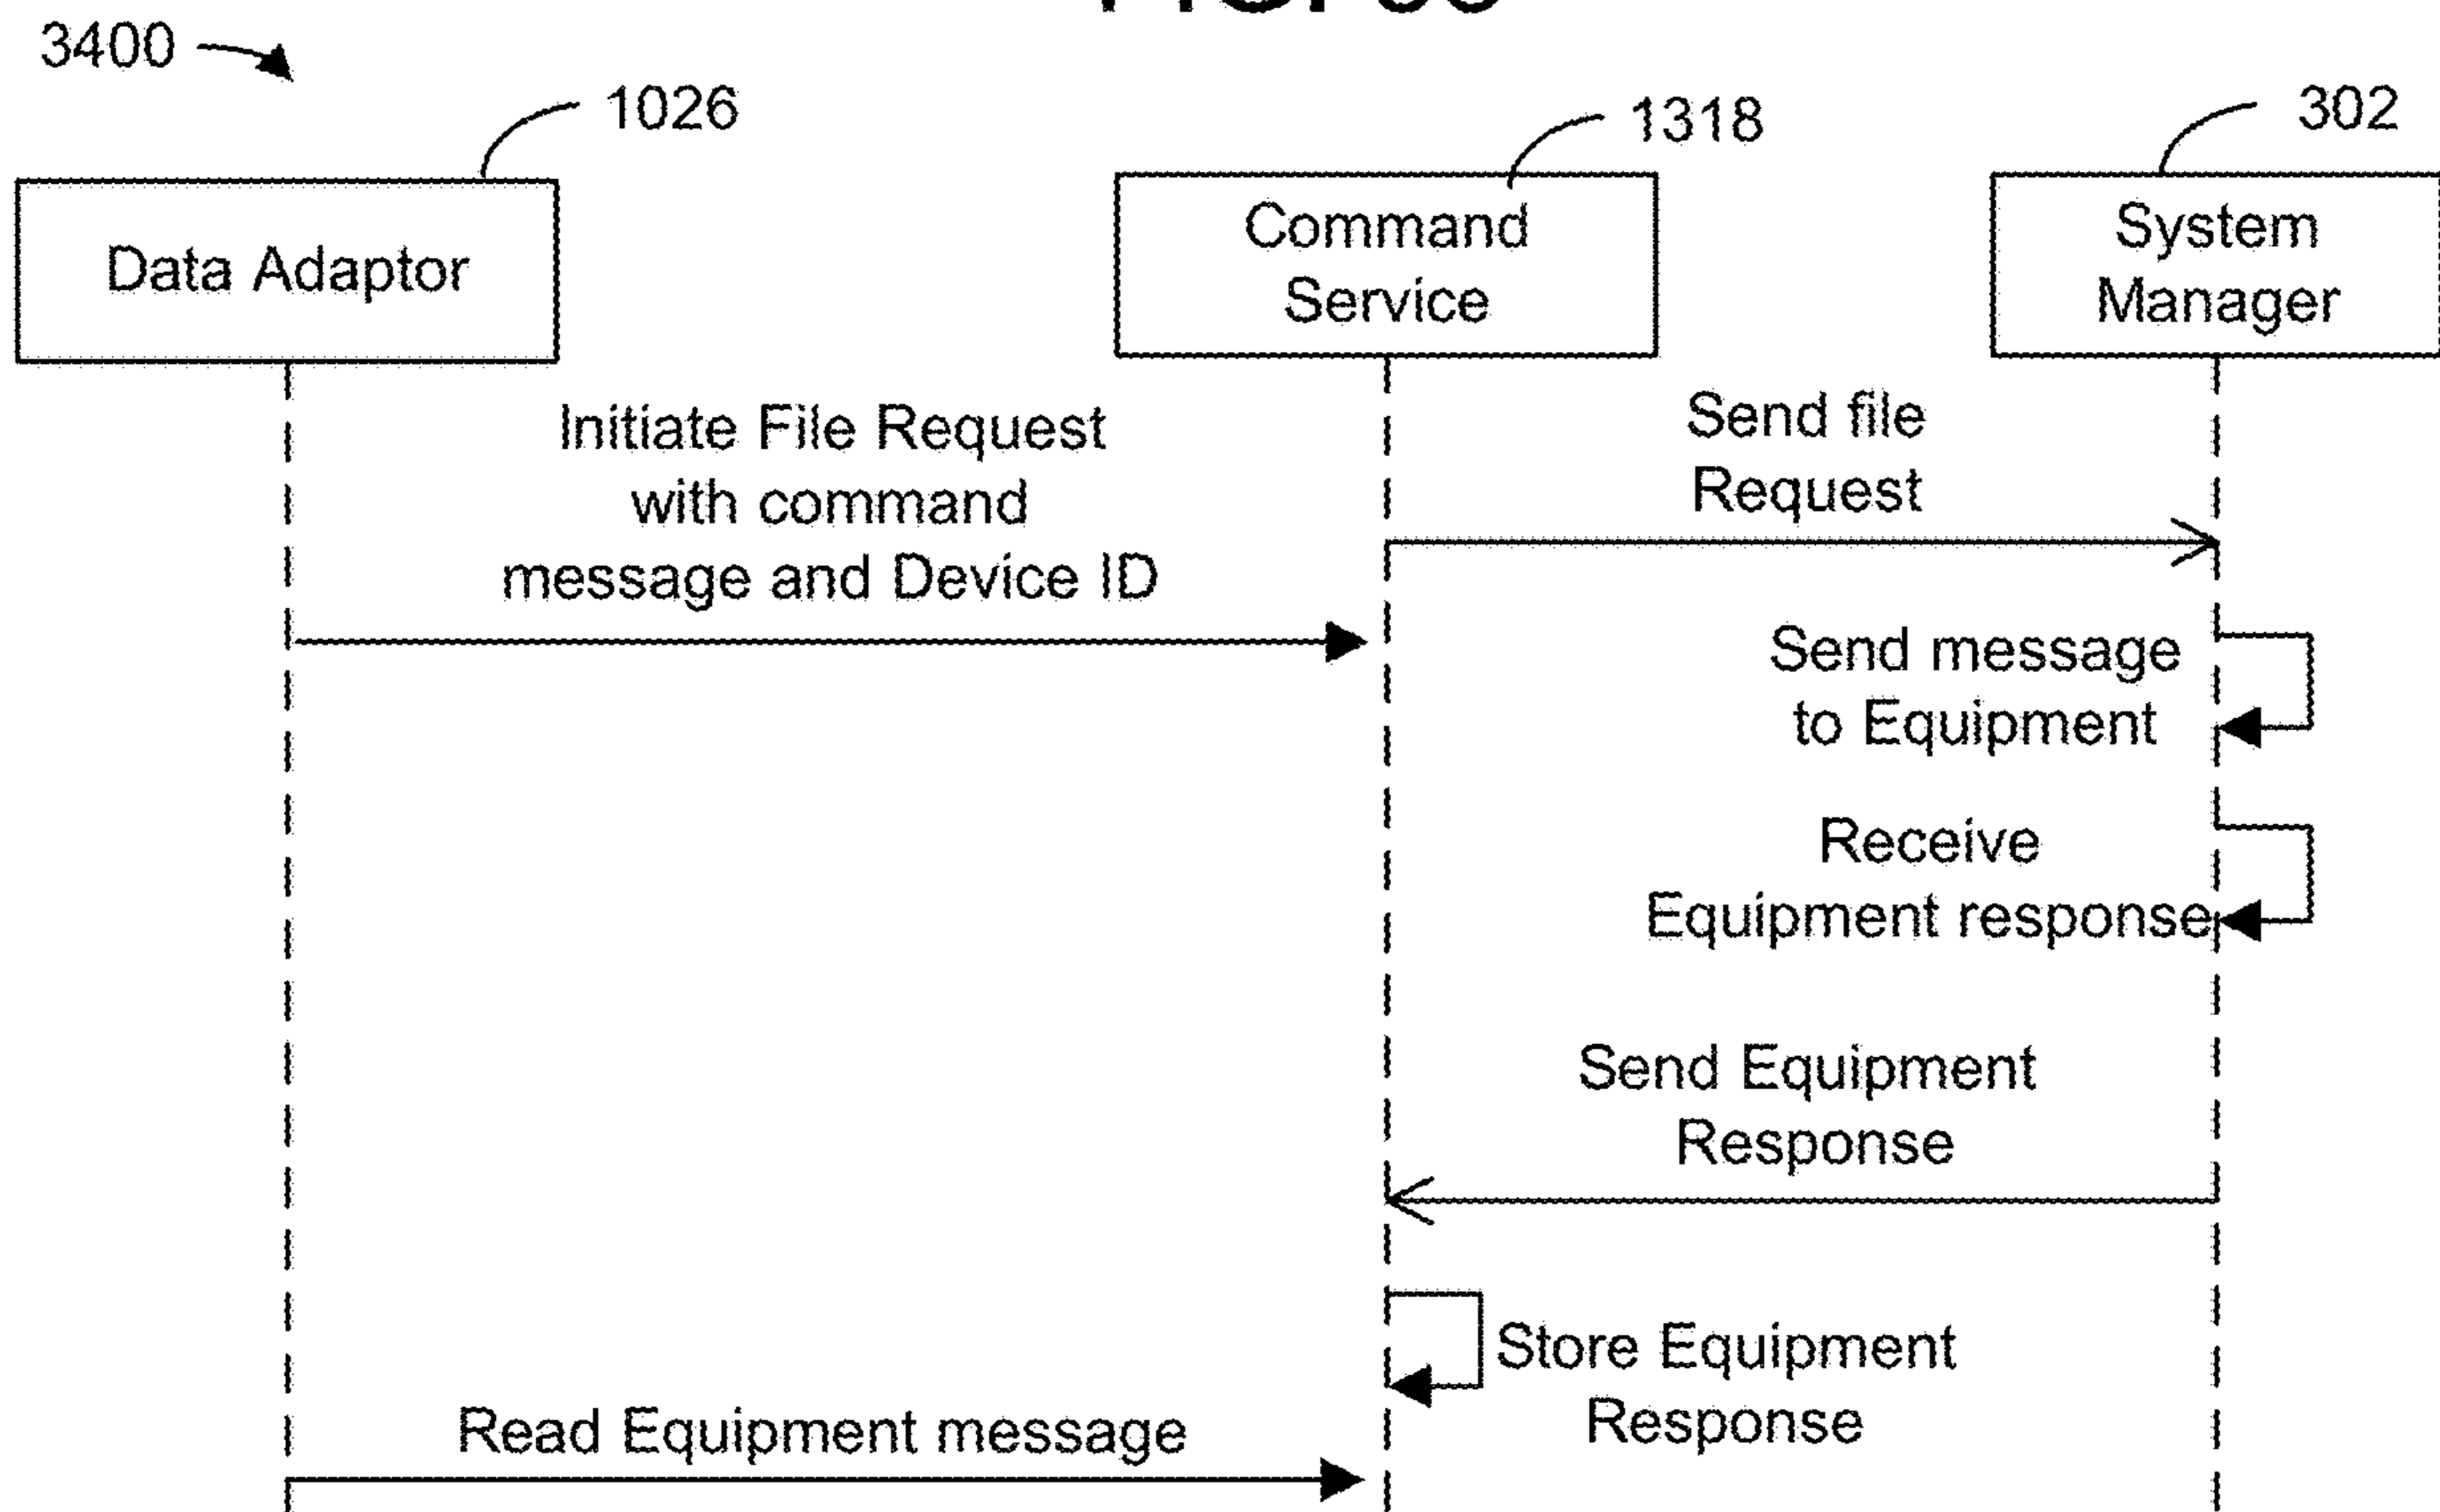 3400
1026
1318
302
Data Adaptor
Command
Service
System
Manager
Initiate File Request
with command
message and Device ID
Send file
Request
Send message
to Equipment
Receive
Equipment response
Send Equipment
Response
Store Equipment
Response
Read Equipment message